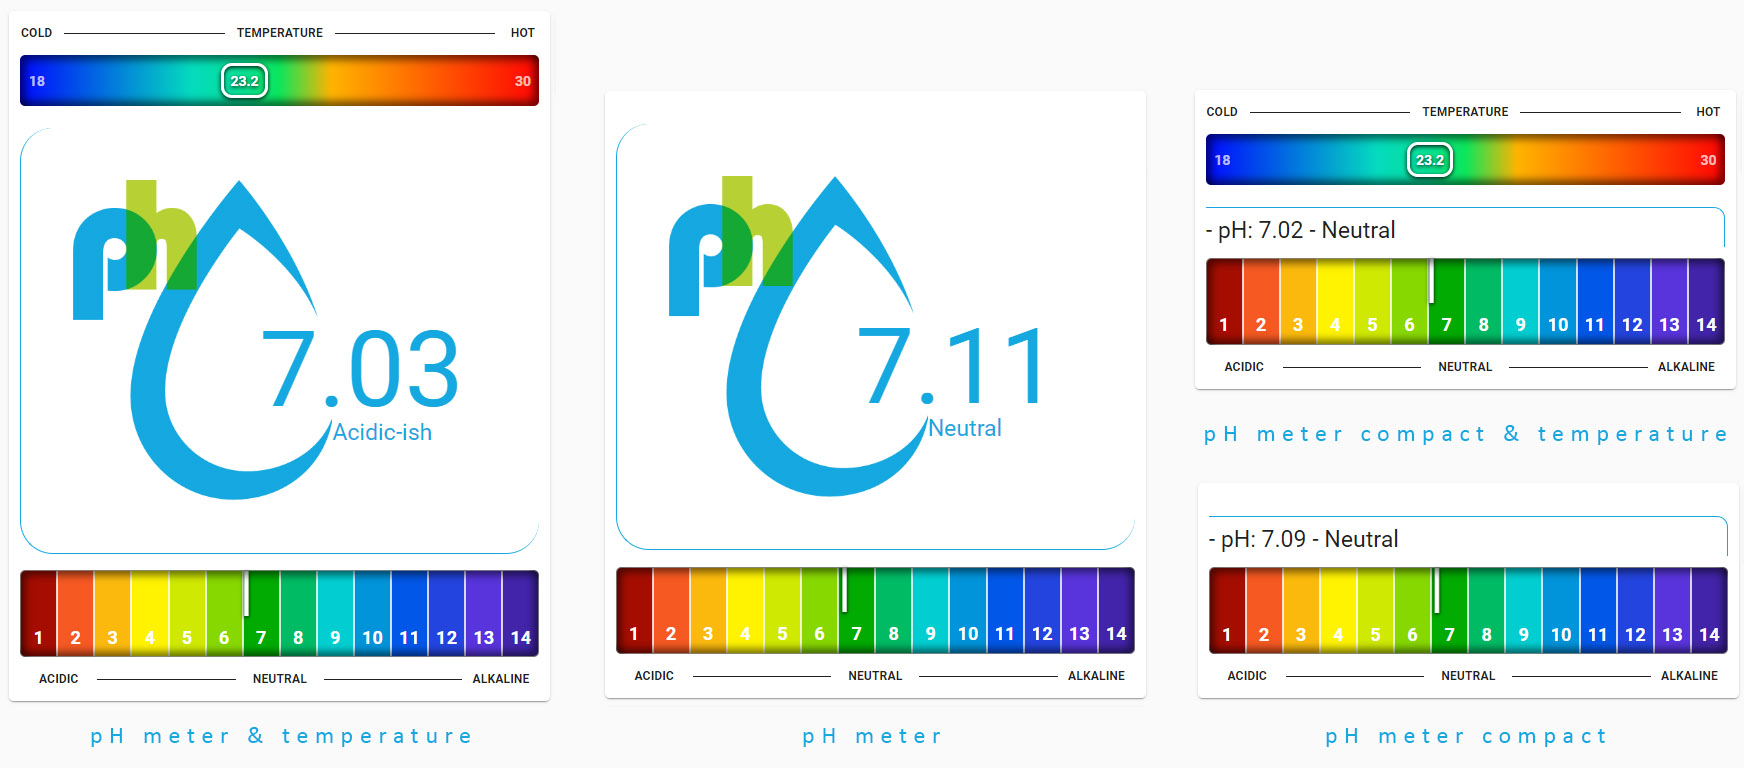 COLD TEMPERATURE HOT
18 23.2 30
ph
7.03
Acidic-ish
1 2 3 4 5 6 7 8 9 10 11 12 13 14
ACIDIC NEUTRAL ALKALINE
pH meter & temperature
ph
7.11
Neutral
1 2 3 4 5 6 7 8 9 10 11 12 13 14
ACIDIC NEUTRAL ALKALINE
pH meter
COLD TEMPERATURE HOT
18 23.2 30
- pH: 7.02 - Neutral
1 2 3 4 5 6 7 8 9 10 11 12 13 14
ACIDIC NEUTRAL ALKALINE
pH meter compact & temperature
- pH: 7.09 - Neutral
1 2 3 4 5 6 7 8 9 10 11 12 13 14
ACIDIC NEUTRAL ALKALINE
pH meter compact